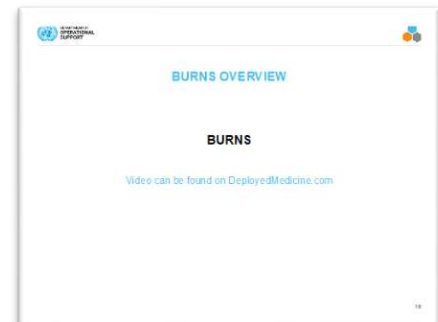 DEPARTMENT OF
OPERATIONAL
SUPPORT
BURNS OVERVIEW
BURNS
Video can be found on DeployedMedicine.com